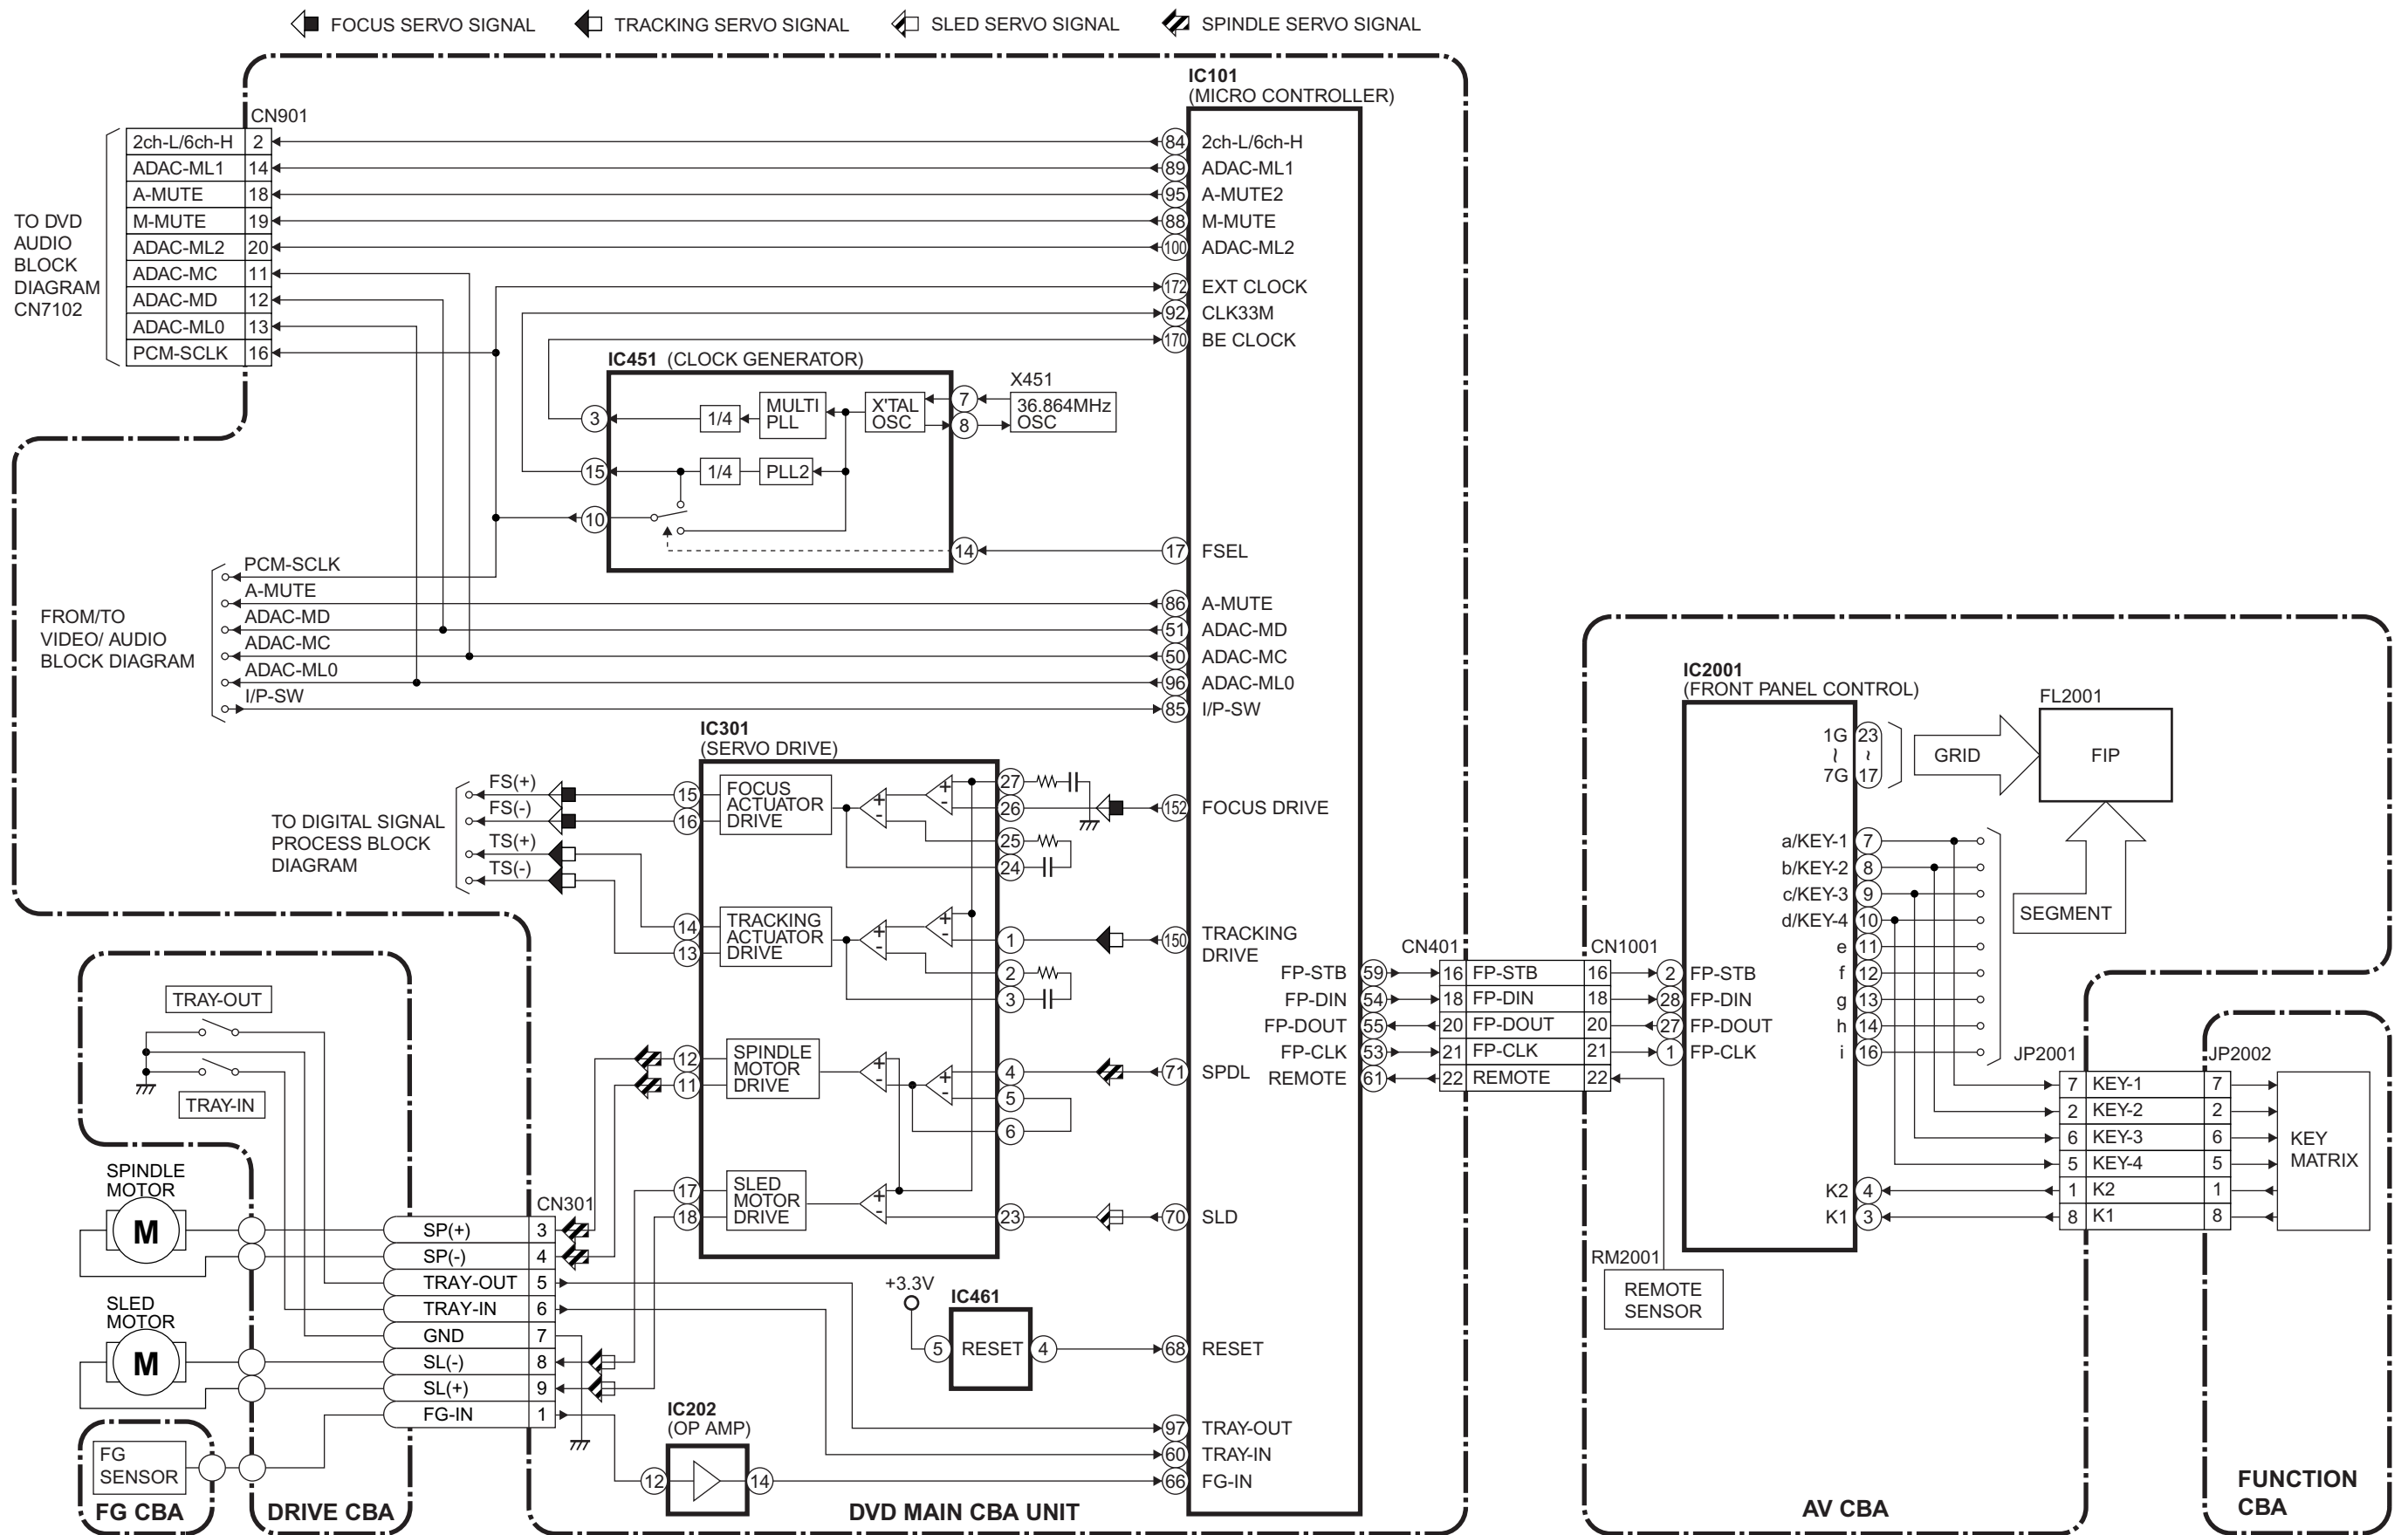 FOCUS SERVO SIGNAL
TRACKING SERVO SIGNAL
SLED SERVO SIGNAL
SPINDLE SERVO SIGNAL
IC101
(MICRO CONTROLLER)
CN901
TO DVD
AUDIO
BLOCK
DIAGRAM
CN7102
2ch-L/6ch-H 2
ADAC-ML1 14
A-MUTE 18
M-MUTE 19
ADAC-ML2 20
ADAC-MC 11
ADAC-MD 12
ADAC-ML0 13
PCM-SCLK 16
84 2ch-L/6ch-H
89 ADAC-ML1
95 A-MUTE2
88 M-MUTE
100 ADAC-ML2
172 EXT CLOCK
92 CLK33M
170 BE CLOCK
IC451 (CLOCK GENERATOR)
X451
36.864MHz
OSC
7
8
X'TAL
OSC
MULTI
PLL
1/4
3
PLL2
1/4
15
10
14
17 FSEL
FROM/TO
VIDEO/ AUDIO
BLOCK DIAGRAM
PCM-SCLK
A-MUTE
ADAC-MD
ADAC-MC
ADAC-ML0
I/P-SW
86 A-MUTE
51 ADAC-MD
50 ADAC-MC
96 ADAC-ML0
85 I/P-SW
IC301
(SERVO DRIVE)
TO DIGITAL SIGNAL
PROCESS BLOCK
DIAGRAM
FS(+)
FS(-)
TS(+)
TS(-)
15
16
FOCUS
ACTUATOR
DRIVE
+
-
+
-
27
26
25
24
152 FOCUS DRIVE
14
13
TRACKING
ACTUATOR
DRIVE
+
-
+
-
1
2
3
150 TRACKING
DRIVE
12
11
SPINDLE
MOTOR
DRIVE
+
-
+
-
4
5
6
71 SPDL
17
18
SLED
MOTOR
DRIVE
+
-
23
70 SLD
FP-STB 59
FP-DIN 54
FP-DOUT 55
FP-CLK 53
REMOTE 61
CN401
CN1001
16 FP-STB 16
18 FP-DIN 18
20 FP-DOUT 20
21 FP-CLK 21
22 REMOTE 22
2 FP-STB
28 FP-DIN
27 FP-DOUT
1 FP-CLK
IC2001
(FRONT PANEL CONTROL)
1G 23
~ ~
7G 17
GRID
FL2001
FIP
SEGMENT
a/KEY-1 7
b/KEY-2 8
c/KEY-3 9
d/KEY-4 10
e 11
f 12
g 13
h 14
i 16
K2 4
K1 3
JP2001
JP2002
7 KEY-1 7
2 KEY-2 2
6 KEY-3 6
5 KEY-4 5
1 K2 1
8 K1 8
KEY
MATRIX
RM2001
REMOTE
SENSOR
TRAY-OUT
TRAY-IN
SPINDLE
MOTOR
M
SLED
MOTOR
M
CN301
SP(+) 3
SP(-) 4
TRAY-OUT 5
TRAY-IN 6
GND 7
SL(-) 8
SL(+) 9
FG-IN 1
+3.3V
IC461
5 RESET 4
68 RESET
IC202
(OP AMP)
12
14
97 TRAY-OUT
60 TRAY-IN
66 FG-IN
FG
SENSOR
FG CBA
DRIVE CBA
DVD MAIN CBA UNIT
AV CBA
FUNCTION
CBA